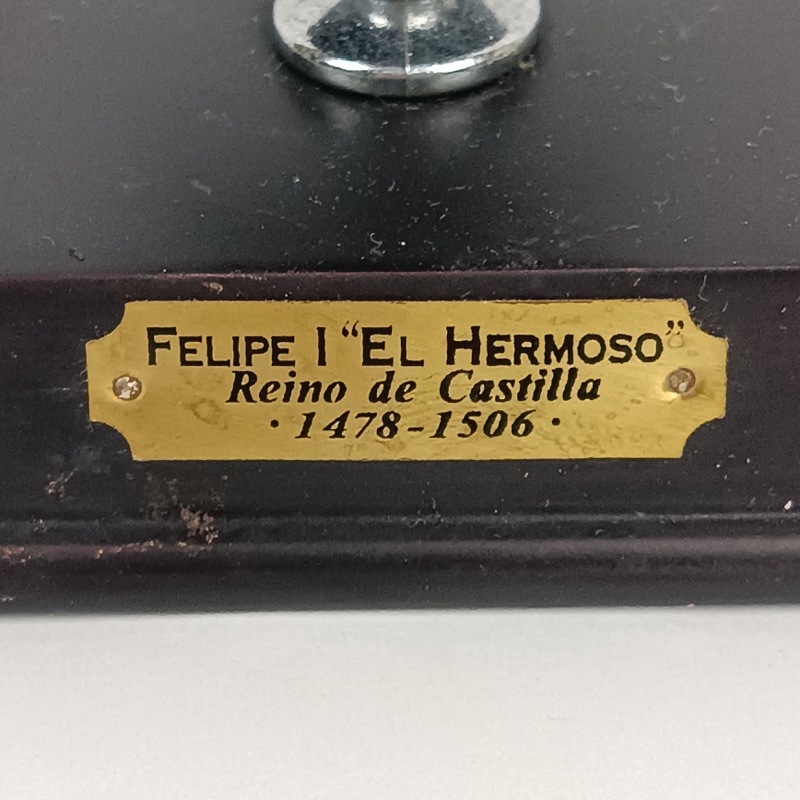 FELIPE I “EL HERMOSO”
Reino de Castilla
· 1478-1506 ·